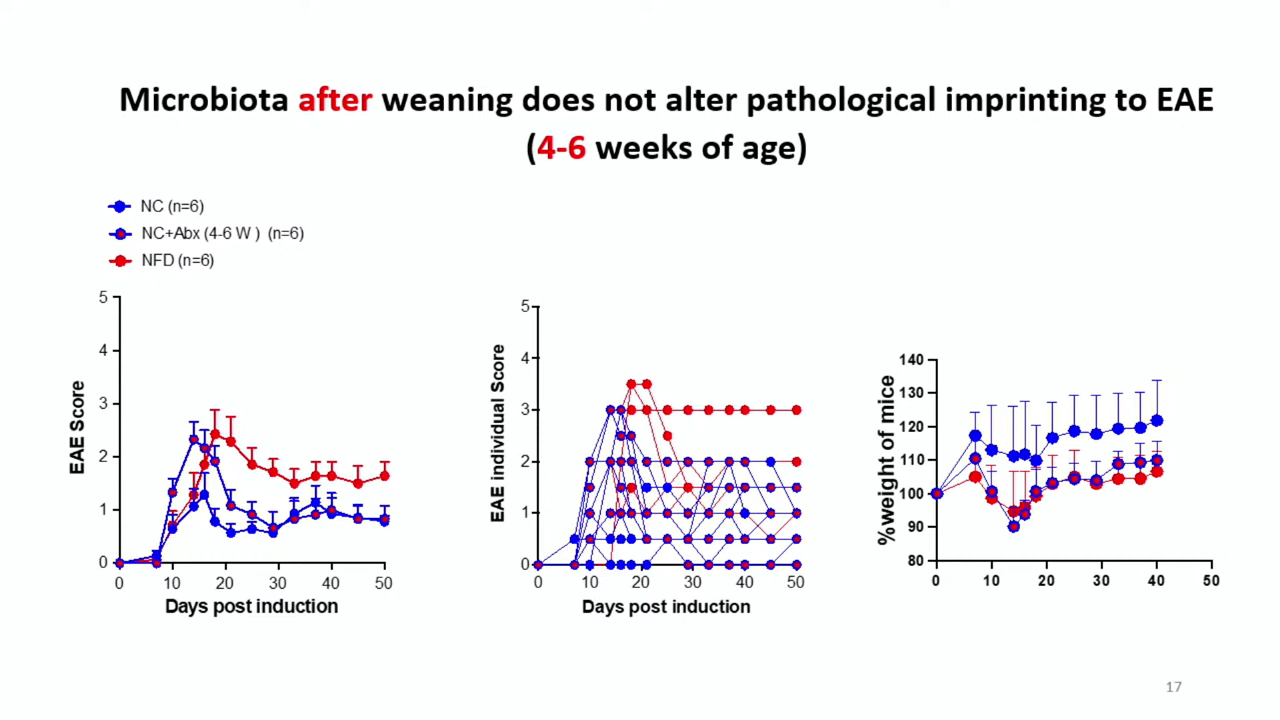 Microbiota after weaning does not alter pathological imprinting to EAE
(4-6 weeks of age)
NC (n=6)
NC+Abx (4-6 W ) (n=6)
NFD (n=6)
EAE Score
5
4
3
2
1
0
0 10 20 30 40 50
Days post induction
EAE individual Score
5
4
3
2
1
0
0 10 20 30 40 50
Days post induction
%weight of mice
140
130
120
110
100
90
80
0 10 20 30 40 50
17